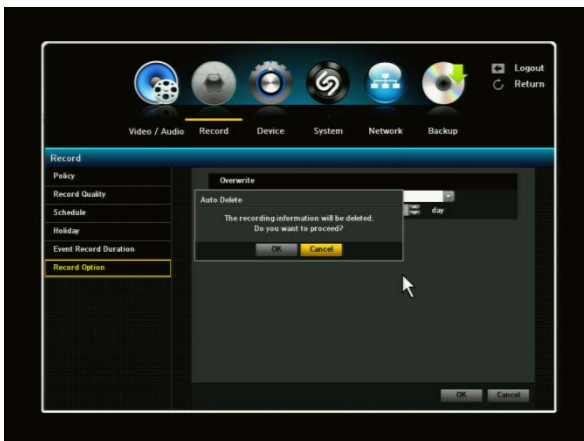 Logout
Return
Video / Audio Record Device System Network Backup
Record
Policy
Record Quality
Schedule
Holiday
Event Record Duration
Record Option
Overwrite
day
Auto Delete
The recording information will be deleted.
Do you want to proceed?
OK Cancel
OK Cancel